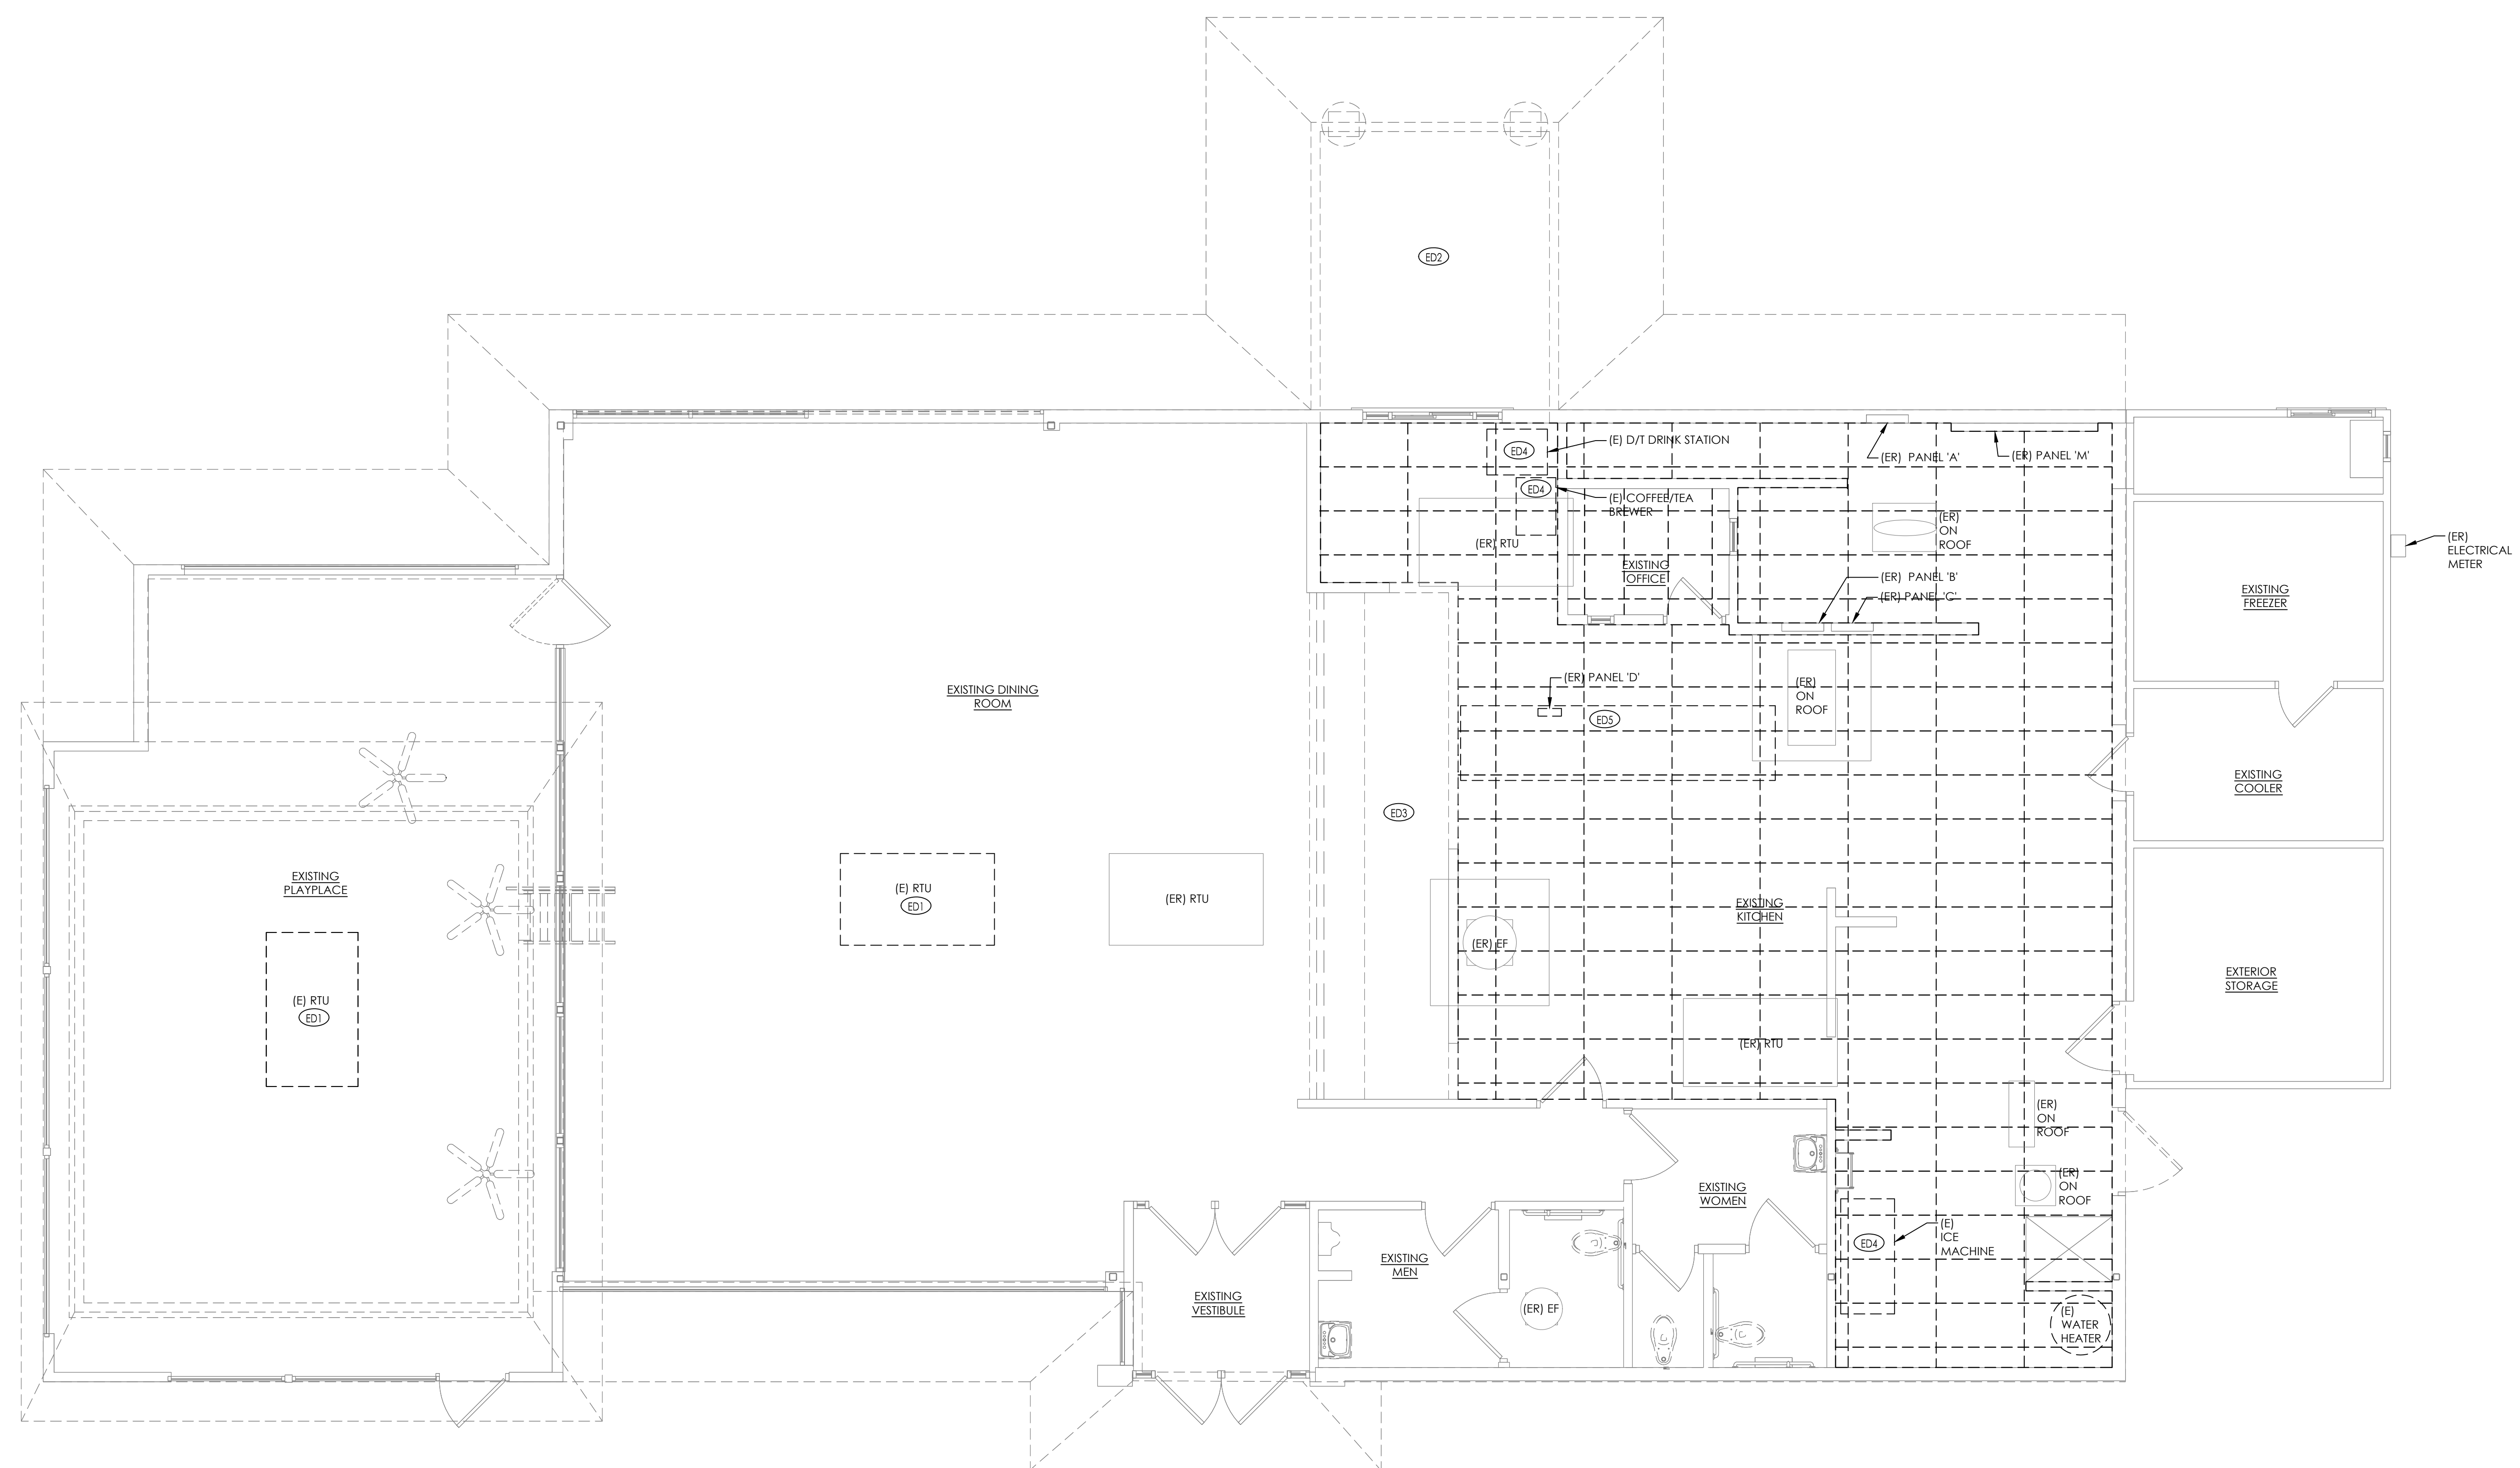 ED2
ED4
(E) D/T DRINK STATION
(ER) PANEL 'A'
(ER) PANEL 'M'
ED4
(E) COFFEE/TEA
BREWER
(ER) RTU
EXISTING
OFFICE
(ER)
ON
ROOF
(ER)
ELECTRICAL
METER
(ER) PANEL 'B'
(ER) PANEL 'C'
EXISTING
FREEZER
EXISTING DINING
ROOM
(ER) PANEL 'D'
ED5
(ER)
ON
ROOF
EXISTING
COOLER
ED3
EXISTING
PLAYPLACE
(E) RTU
ED1
(ER) RTU
EXISTING
KITCHEN
(ER) EF
EXTERIOR
STORAGE
(E) RTU
ED1
(ER) RTU
(ER)
ON
ROOF
(ER)
ON
ROOF
EXISTING
WOMEN
ED4
(E)
ICE
MACHINE
EXISTING
MEN
EXISTING
VESTIBULE
(ER) EF
(E)
WATER
HEATER